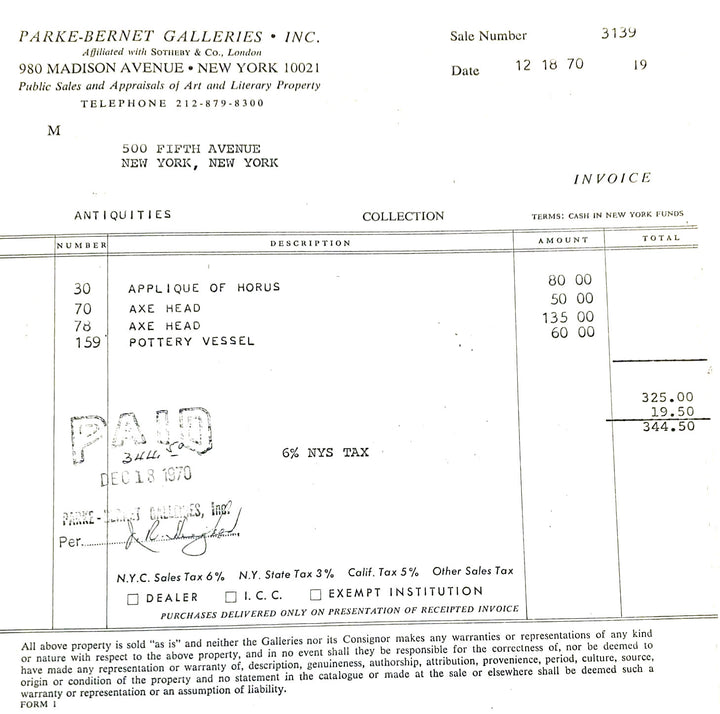 PARKE-BERNET GALLERIES • INC.
Affiliated with SOTHEBY & Co., London
980 MADISON AVENUE • NEW YORK 10021
Public Sales and Appraisals of Art and Literary Property
TELEPHONE 212-879-8300
Sale Number 3139
Date 12 18 70 19
M
500 FIFTH AVENUE
NEW YORK, NEW YORK
INVOICE
ANTIQUITIES COLLECTION TERMS: CASH IN NEW YORK FUNDS
NUMBER DESCRIPTION AMOUNT TOTAL
30 APPLIQUE OF HORUS 80 00
70 AXE HEAD 50 00
78 AXE HEAD 135 00
159 POTTERY VESSEL 60 00
325.00
19.50
344.50
PAID
344.50
6% NYS TAX
DEC 18 1970
PARKE-BERNET GALLERIES, Inc.
Per
N.Y.C. Sales Tax 6% N.Y. State Tax 3% Calif. Tax 5% Other Sales Tax
DEALER I.C.C. EXEMPT INSTITUTION
PURCHASES DELIVERED ONLY ON PRESENTATION OF RECEIPTED INVOICE
All above property is sold "as is" and neither the Galleries nor its Consignor makes any warranties or representations of any kind
or nature with respect to the above property, and in no event shall they be responsible for the correctness of, nor be deemed to
have made any representation or warranty of, description, genuineness, authorship, attribution, provenience, period, culture, source,
origin or condition of the property and no statement in the catalogue or made at the sale or elsewhere shall be deemed such a
warranty or representation or an assumption of liability.
FORM 1